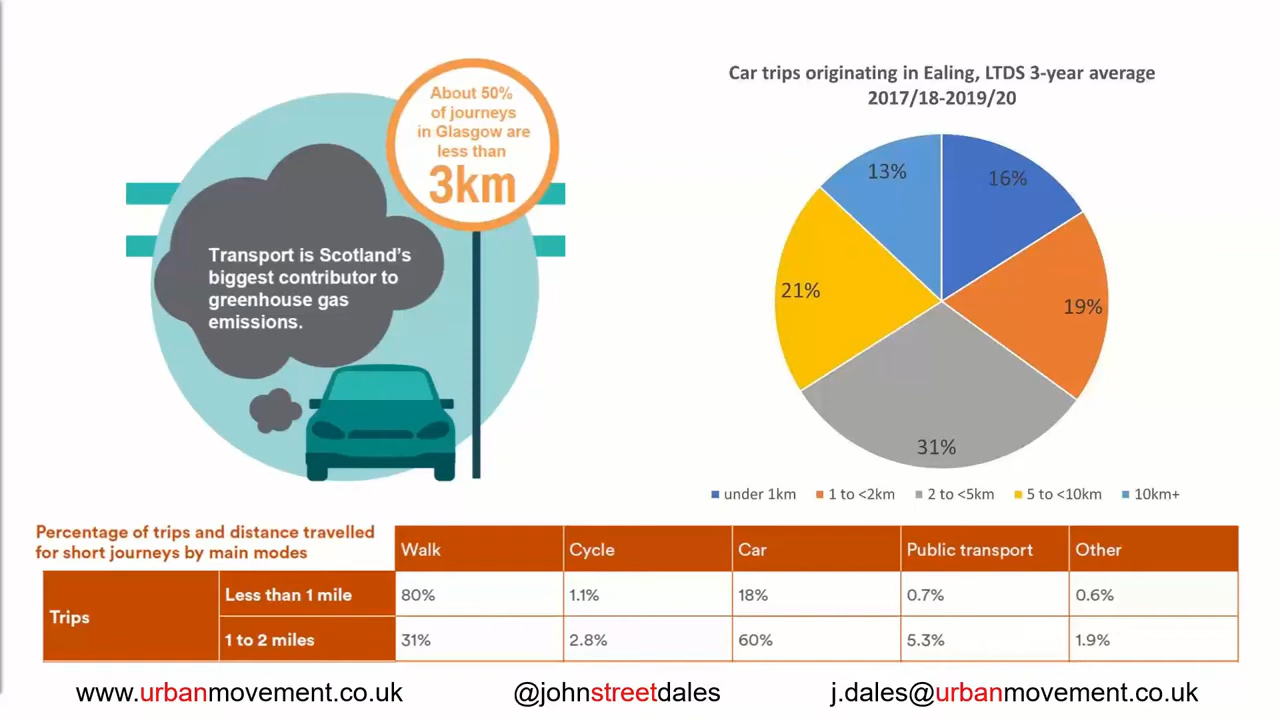 About 50%
of journeys
in Glasgow are
less than
3km
Transport is Scotland's
biggest contributor to
greenhouse gas
emissions.
Car trips originating in Ealing, LTDS 3-year average
2017/18-2019/20
13%
16%
21%
19%
31%
under 1km 1 to <2km 2 to <5km 5 to <10km 10km+
Percentage of trips and distance travelled
for short journeys by main modes
Walk Cycle Car Public transport Other
Trips
Less than 1 mile 80% 1.1% 18% 0.7% 0.6%
1 to 2 miles 31% 2.8% 60% 5.3% 1.9%
www.urbanmovement.co.uk @johnstreetdales j.dales@urbanmovement.co.uk